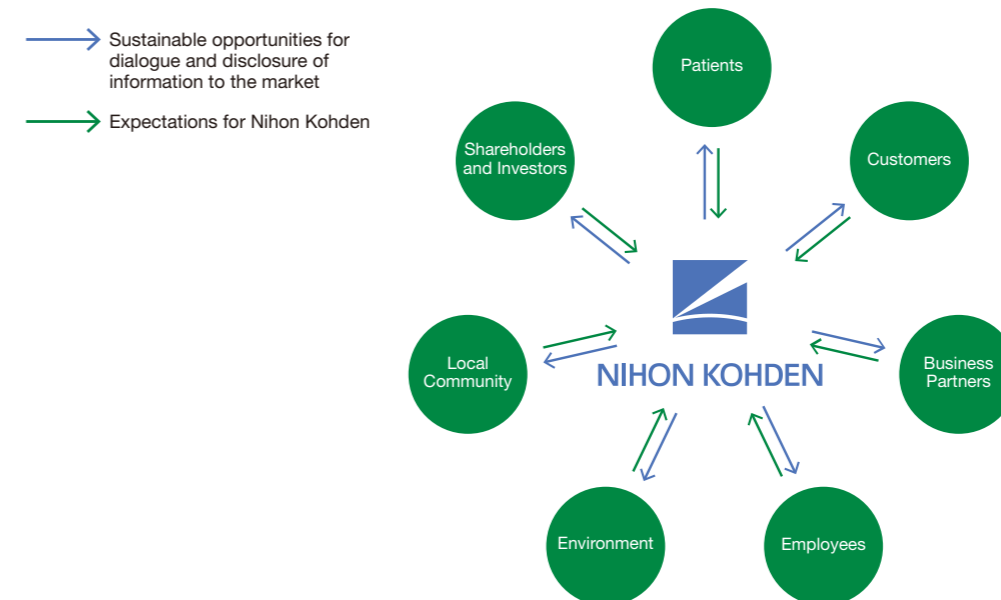 Sustainable opportunities for
dialogue and disclosure of
information to the market
Expectations for Nihon Kohden
Patients
Shareholders
and Investors
Customers
Local
Community
NIHON KOHDEN
Business
Partners
Environment
Employees